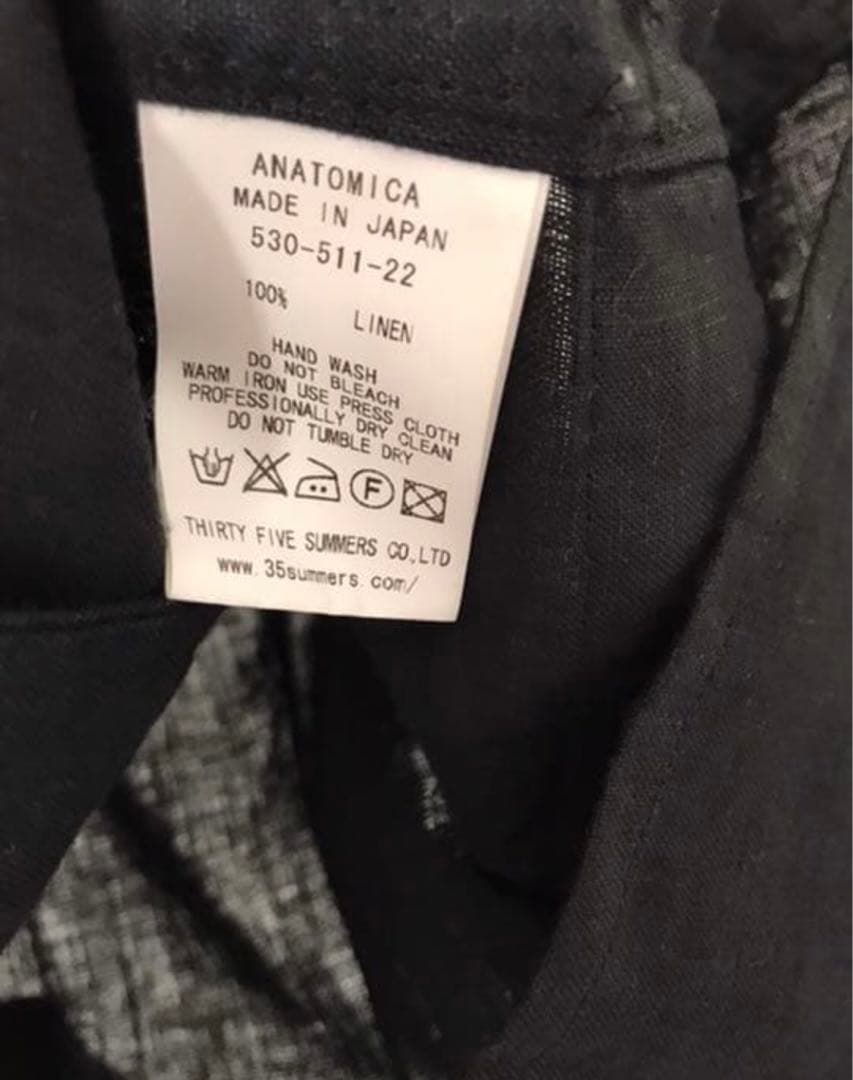 ANATOMICA
MADE IN JAPAN
530-511-22
100% LINEN
HAND WASH
DO NOT BLEACH
WARM IRON USE PRESS CLOTH
PROFESSIONALLY DRY CLEAN
DO NOT TUMBLE DRY
F
THIRTY FIVE SUMMERS CO.,LTD
www.35summers.com/